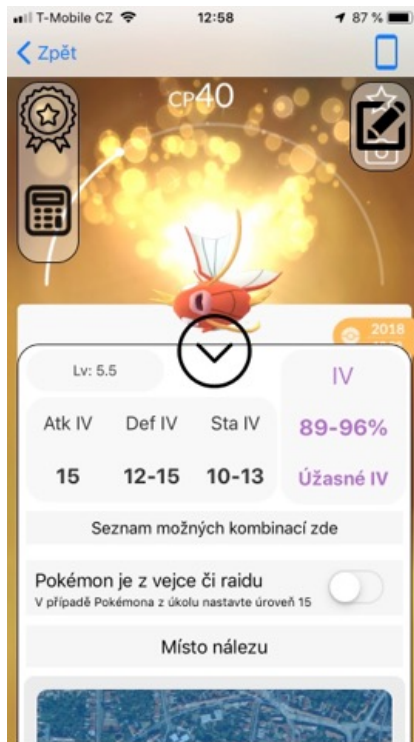 T-Mobile CZ 12:58 87 %
Zpět
CP40
2018
Lv: 5.5
IV
Atk IV Def IV Sta IV
89-96%
15 12-15 10-13
Úžasné IV
Seznam možných kombinací zde
Pokémon je z vejce či raidu
V případě Pokémona z úkolu nastavte úroveň 15
Místo nálezu